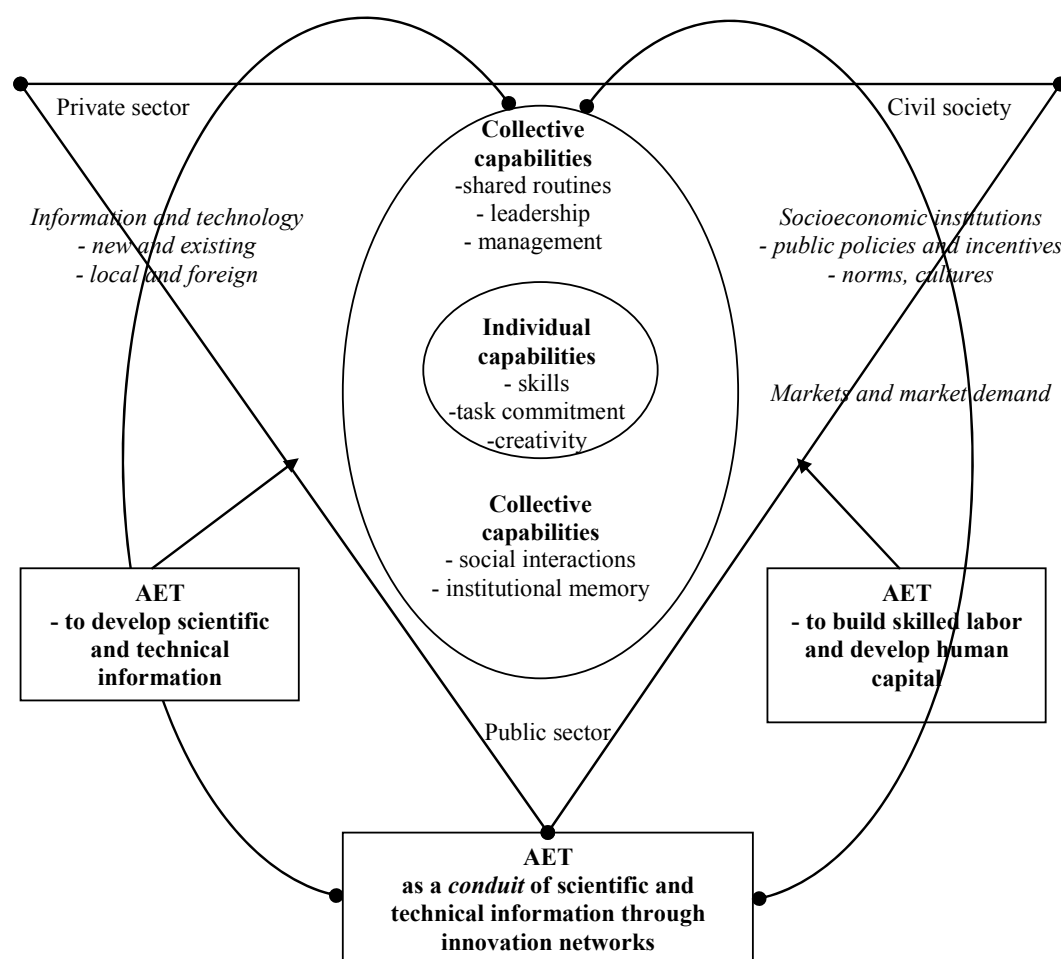 Private sector
Civil society
Collective
capabilities
-shared routines
- leadership
- management
Information and technology
- new and existing
- local and foreign
Socioeconomic institutions
- public policies and incentives
- norms, cultures
Individual
capabilities
- skills
-task commitment
-creativity
Markets and market demand
Collective
capabilities
- social interactions
- institutional memory
AET
- to develop scientific
and technical
information
AET
- to build skilled labor
and develop human
capital
Public sector
AET
as a conduit of scientific and
technical information through
innovation networks